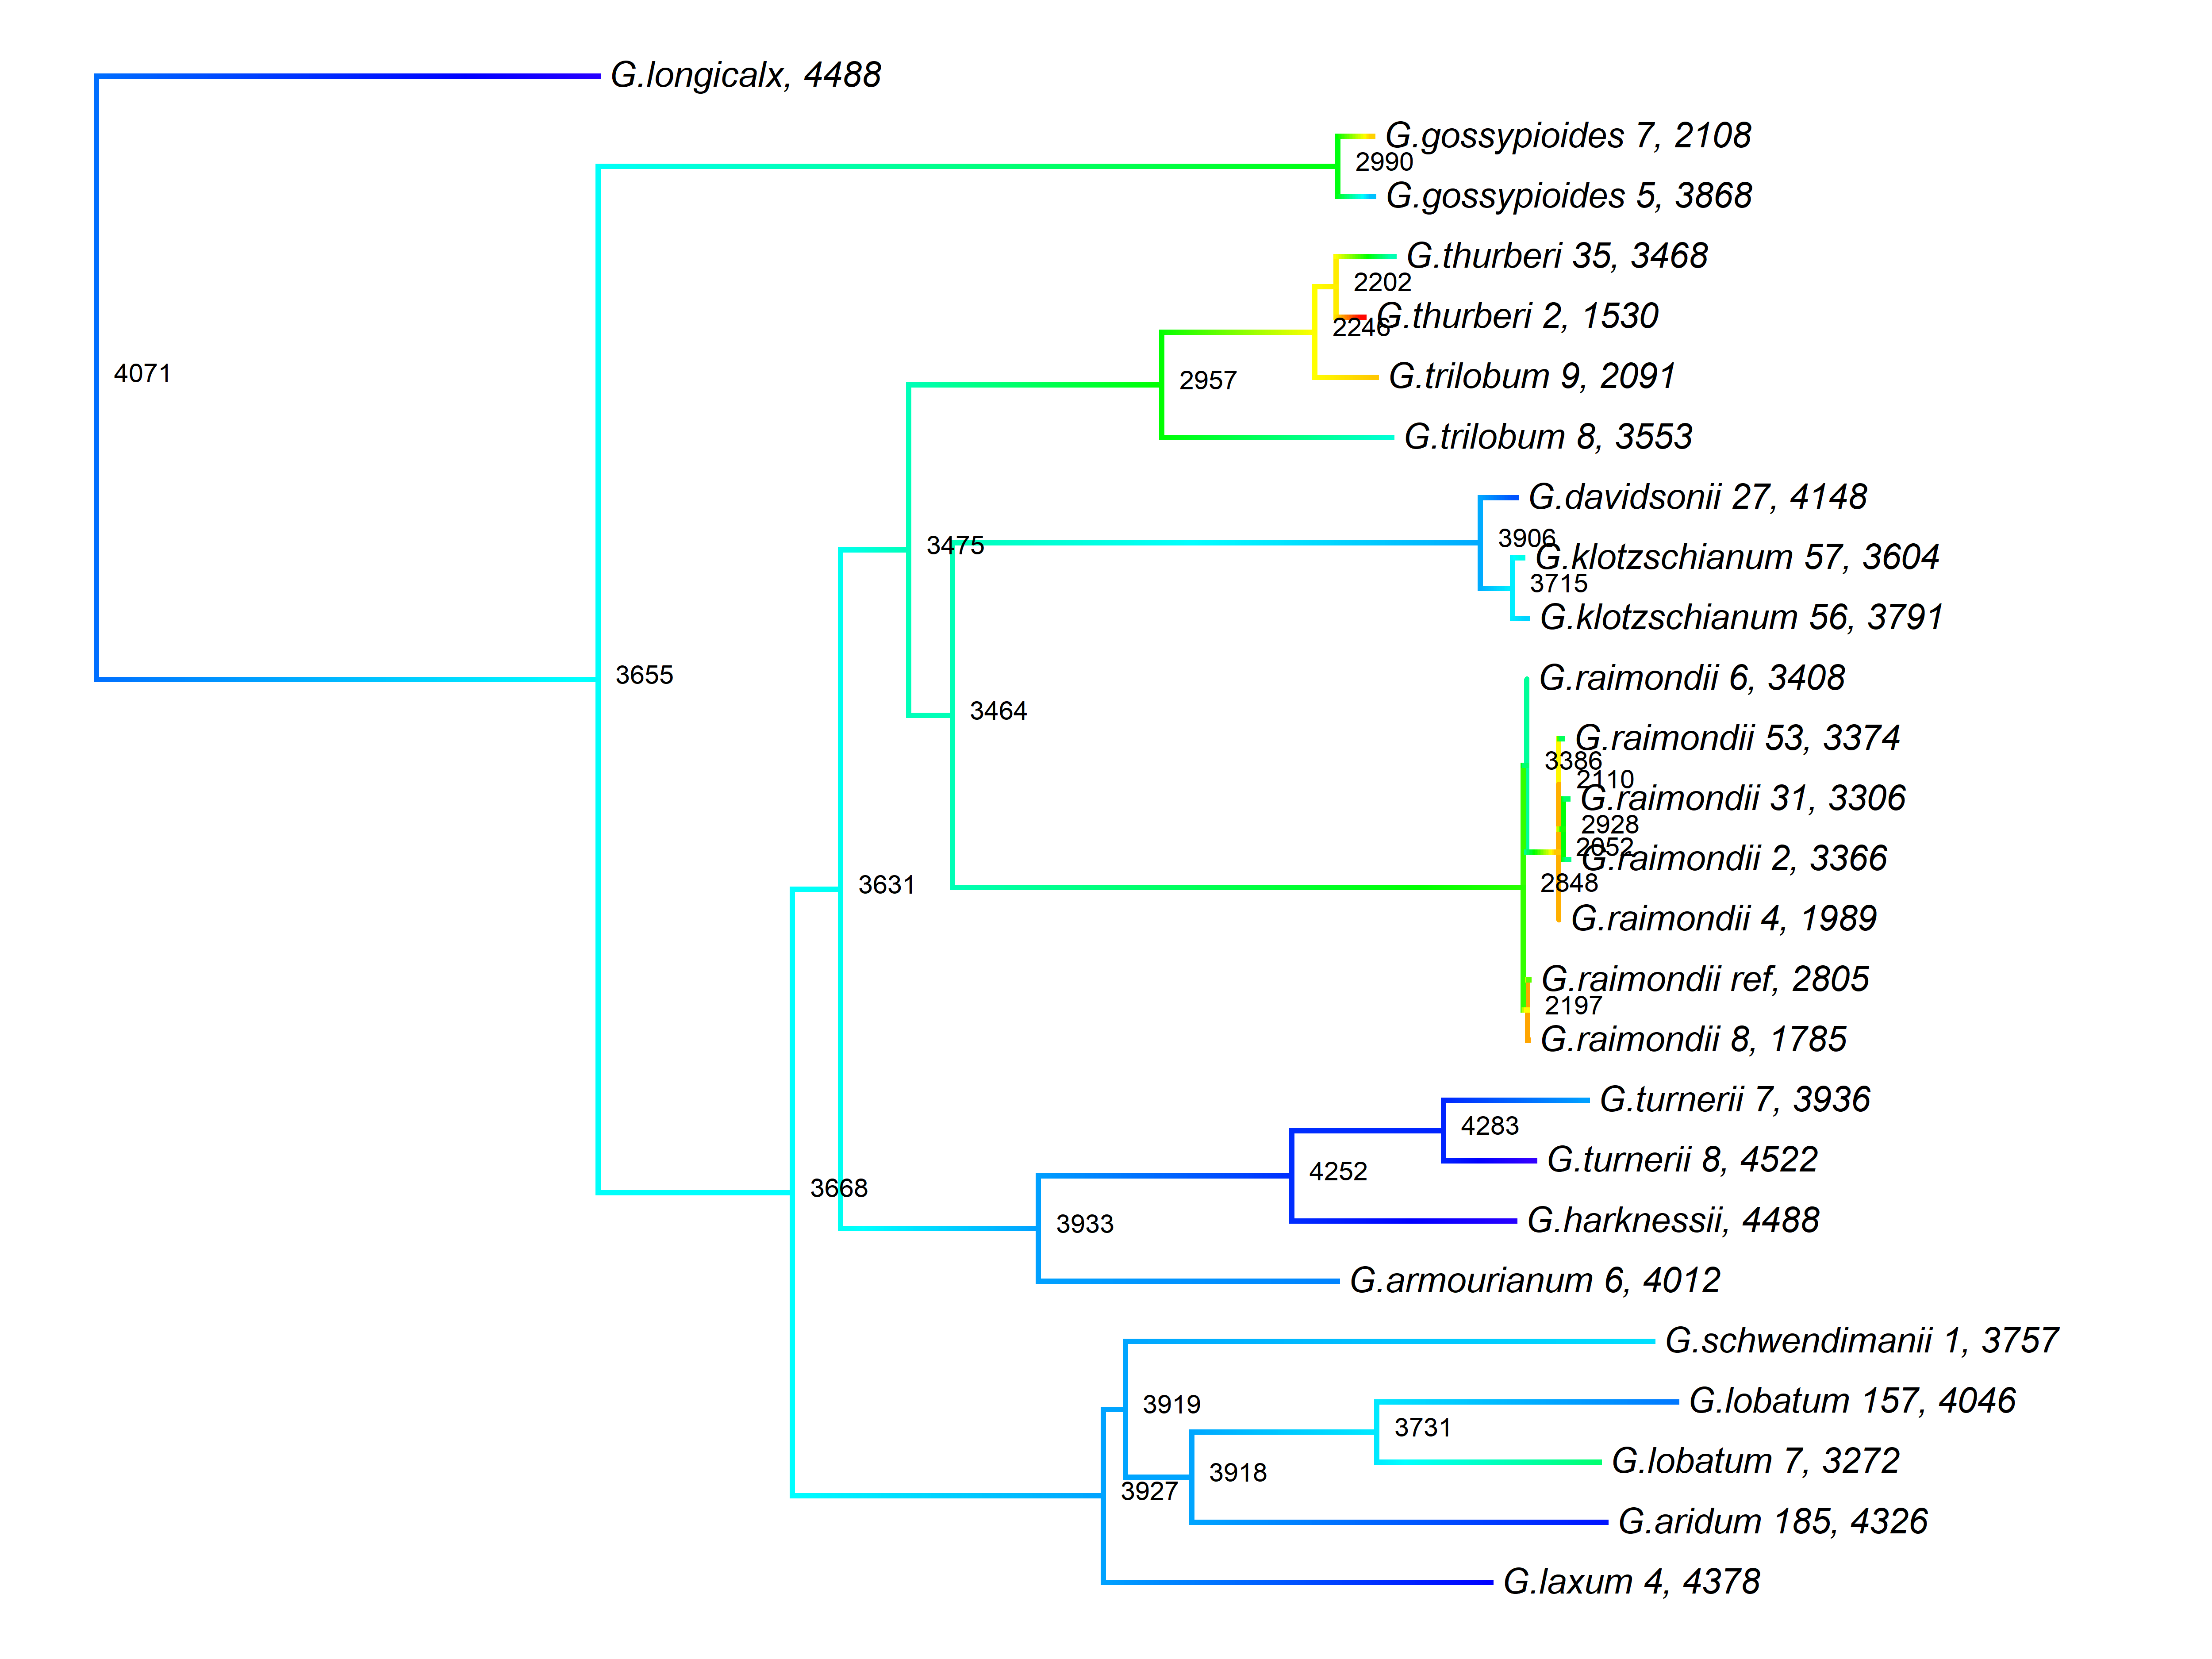 G.longicalx, 4488
G.gossypioides 7, 2108
2990
G.gossypioides 5, 3868
G.thurberi 35, 3468
2202
G.thurberi 2, 1530
2246
G.trilobum 9, 2091
4071
2957
G.trilobum 8, 3553
G.davidsonii 27, 4148
3906
3475
G.klotzschianum 57, 3604
3715
G.klotzschianum 56, 3791
3655
G.raimondii 6, 3408
3464
G.raimondii 53, 3374
3386
2110
G.raimondii 31, 3306
2928
2052
G.raimondii 2, 3366
2848
3631
G.raimondii 4, 1989
G.raimondii ref, 2805
2197
G.raimondii 8, 1785
G.turnerii 7, 3936
4283
G.turnerii 8, 4522
4252
3668
G.harknessii, 4488
3933
G.armourianum 6, 4012
G.schwendimanii 1, 3757
G.lobatum 157, 4046
3919
3731
G.lobatum 7, 3272
3918
3927
G.aridum 185, 4326
G.laxum 4, 4378